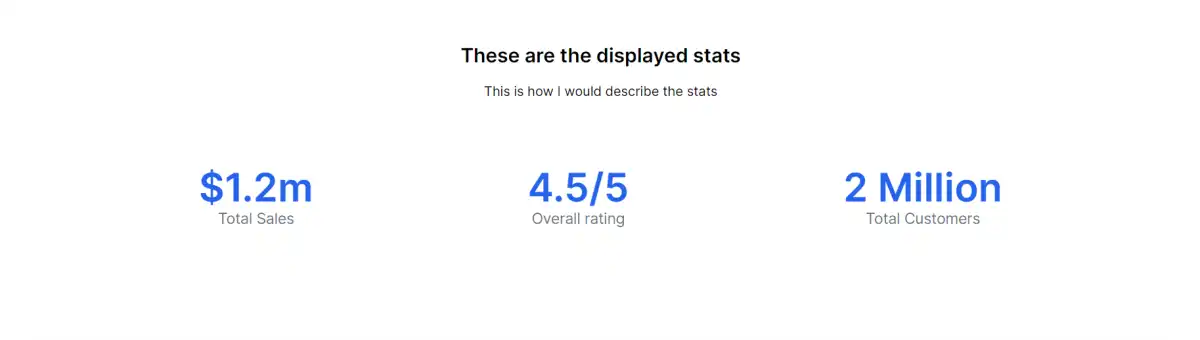 These are the displayed stats
This is how I would describe the stats
$1.2m
Total Sales
4.5/5
Overall rating
2 Million
Total Customers